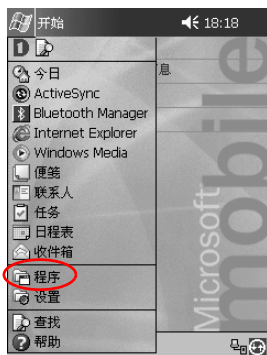 开始 18:18
D
今日
息
ActiveSync
Bluetooth Manager
Internet Explorer
Windows Media
便笺
联系人
任务
日程表
收件箱
程序
设置
查找
帮助
Microsoft
mobile